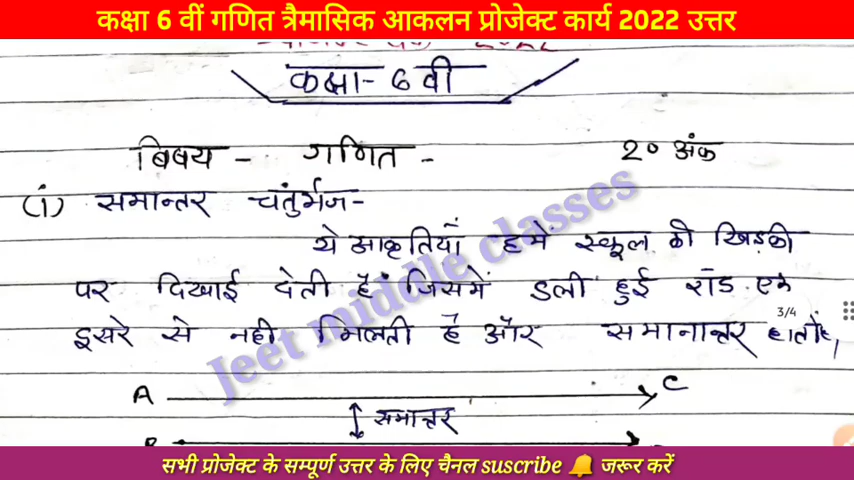 कक्षा 6 वीं गणित त्रैमासिक आकलन प्रोजेक्ट कार्य 2022 उत्तर
कक्षा - 6 वी
बिषय - गणित - 20 अंक
(i) समान्तर चंतुर्भज-
ये आकृतियाँ हमें स्कूल की खिड़की
पर दिखाई देती हैं जिसमें डली हुई रॉड एक
दूसरे से नही मिलती है और समानान्तर होती है,
3/4
A C
समान्तर
B
Jeet middle classes
सभी प्रोजेक्ट के सम्पूर्ण उत्तर के लिए चैनल suscribe 🔔 जरूर करें